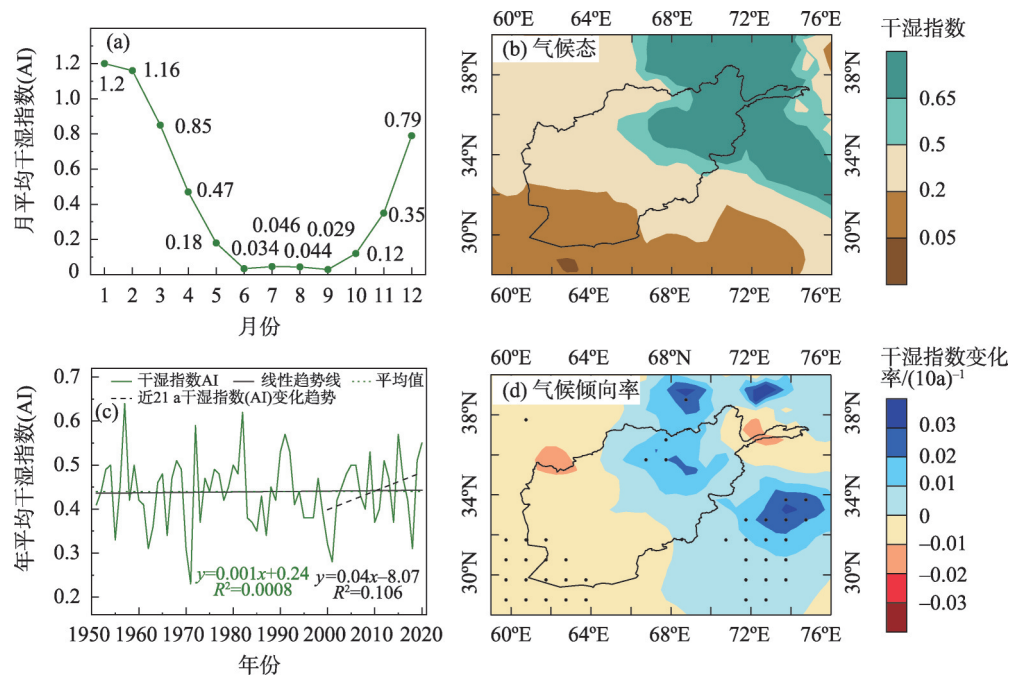 (a)
月平均干湿指数(AI)
1.2
1.0
0.8
0.6
0.4
0.2
0
1.2
1.16
0.85
0.47
0.18
0.034
0.046
0.044
0.029
0.12
0.35
0.79
1 2 3 4 5 6 7 8 9 10 11 12
月份
60ºE 64ºE 68ºE 72ºE 76ºE
(b) 气候态
38ºN
34ºN
30ºN
38ºN
34ºN
30ºN
60ºE 64ºE 68ºE 72ºE 76ºE
干湿指数
0.65
0.5
0.2
0.05
年平均干湿指数(AI)
0.7
0.6
0.5
0.4
0.3
0.2
干湿指数AI 线性趋势线 平均值
近21 a干湿指数(AI)变化趋势
(c)
y=0.001x+0.24
R²=0.0008
y=0.04x–8.07
R²=0.106
1950 1960 1970 1980 1990 2000 2010 2020
年份
60ºE 64ºE 68ºN 72ºE 76ºE
(d) 气候倾向率
38ºN
34ºN
30ºN
38ºN
34ºN
30ºN
60ºE 64ºE 68ºE 72ºE 76ºE
干湿指数变化
率/(10a)⁻¹
0.03
0.02
0.01
0
–0.01
–0.02
–0.03